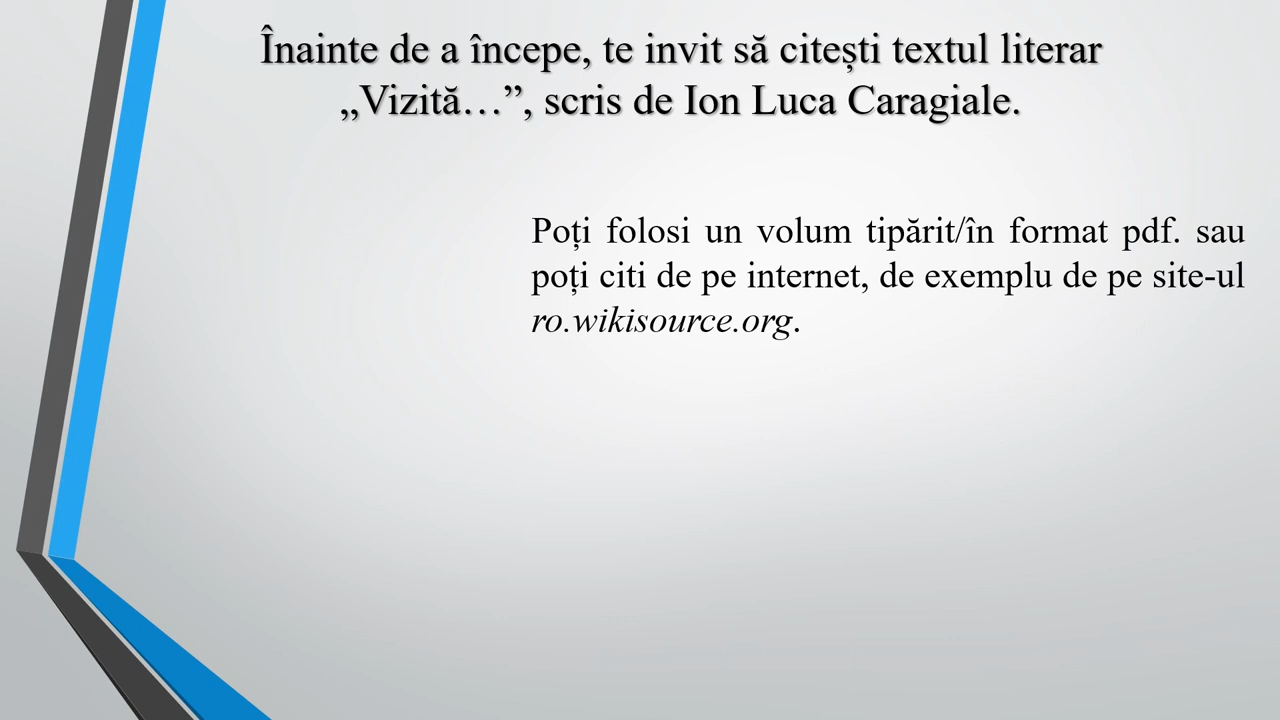 Înainte de a începe, te invit să citești textul literar
„Vizită…”, scris de Ion Luca Caragiale.
Poți folosi un volum tipărit/în format pdf. sau
poți citi de pe internet, de exemplu de pe site-ul
ro.wikisource.org.